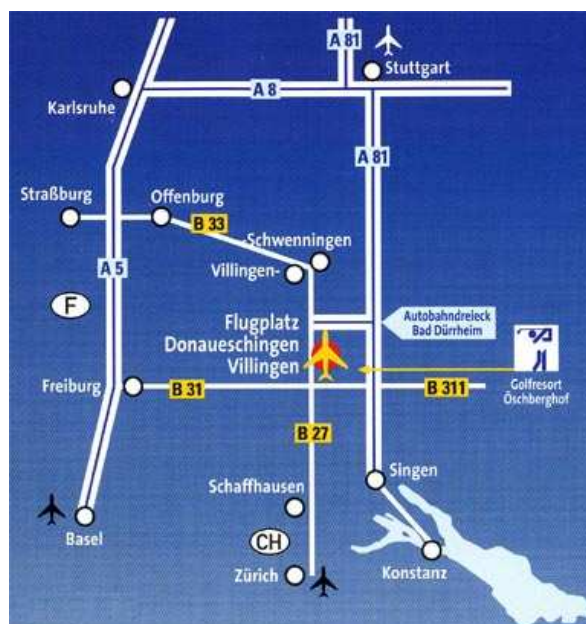 A 81
Stuttgart
A 8
Karlsruhe
A 81
Straßburg
Offenburg
B 33
-Schwenningen
Villingen-
A 5
F
Flugplatz
Donaueschingen
Villingen
Autobahndreieck
Bad Dürrheim
Golfresort
Öschberghof
Freiburg
B 31
B 311
B 27
Singen
Schaffhausen
Basel
CH
Zürich
Konstanz